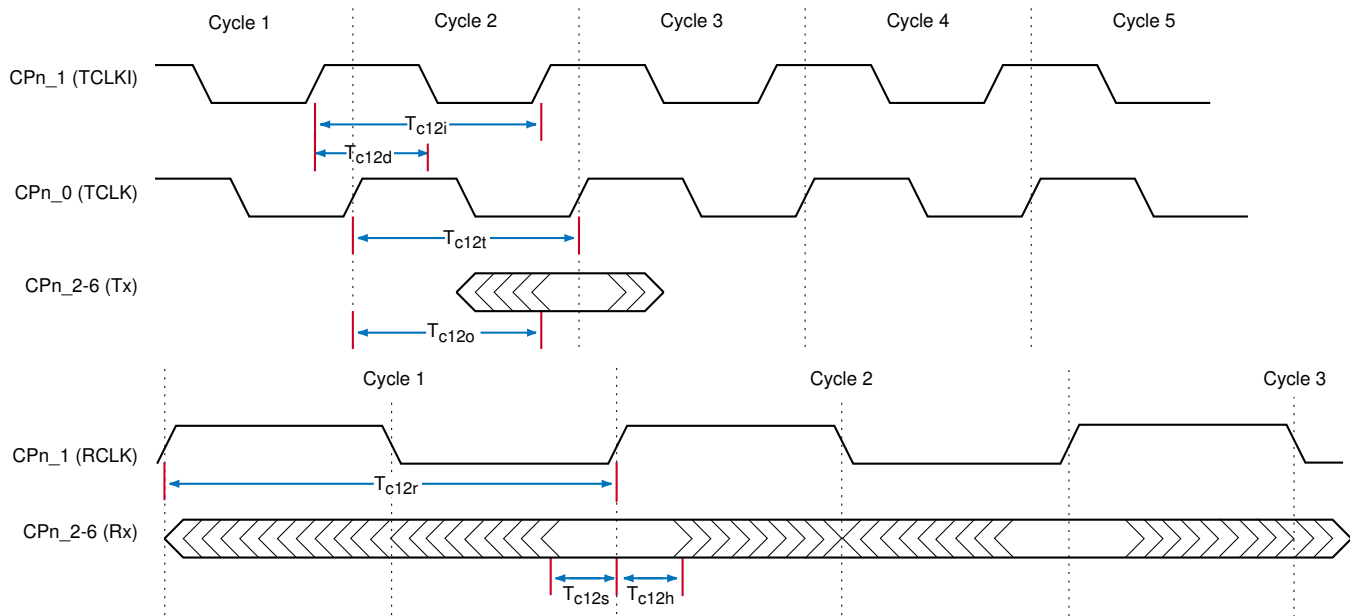 Cycle 1 Cycle 2 Cycle 3 Cycle 4 Cycle 5
CPn_1 (TCLKI)
Tc12i
Tc12d
CPn_0 (TCLK)
Tc12t
CPn_2-6 (Tx)
Tc12o
Cycle 1 Cycle 2 Cycle 3
CPn_1 (RCLK)
Tc12r
CPn_2-6 (Rx)
Tc12s Tc12h